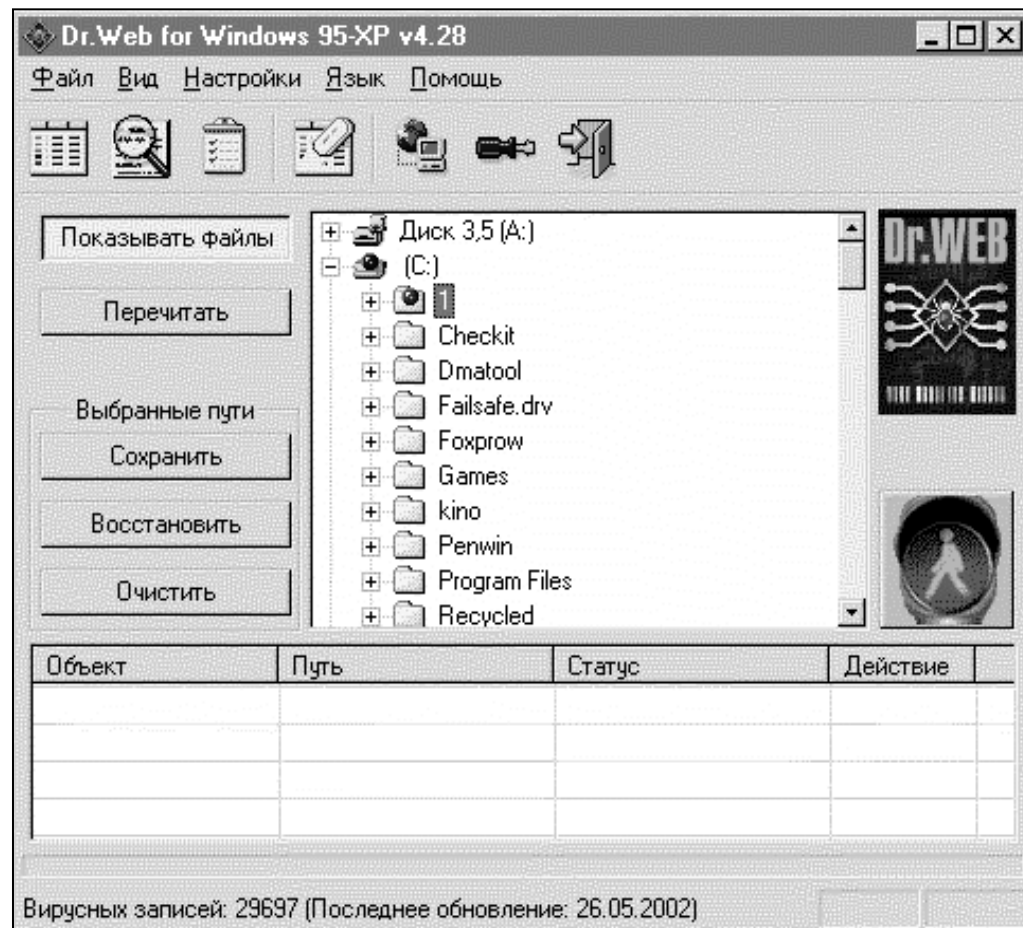 Dr.Web for Windows 95-XP v4.28
Файл Вид Настройки Язык Помощь
Показывать файлы
Перечитать
Выбранные пути
Сохранить
Восстановить
Очистить
Диск 3,5 (A:)
(C:)
1
Checkit
Dmatool
Failsafe.drv
Foxprow
Games
kino
Penwin
Program Files
Recycled
Dr.WEB
Объект Путь Статус Действие
Вирусных записей: 29697 (Последнее обновление: 26.05.2002)